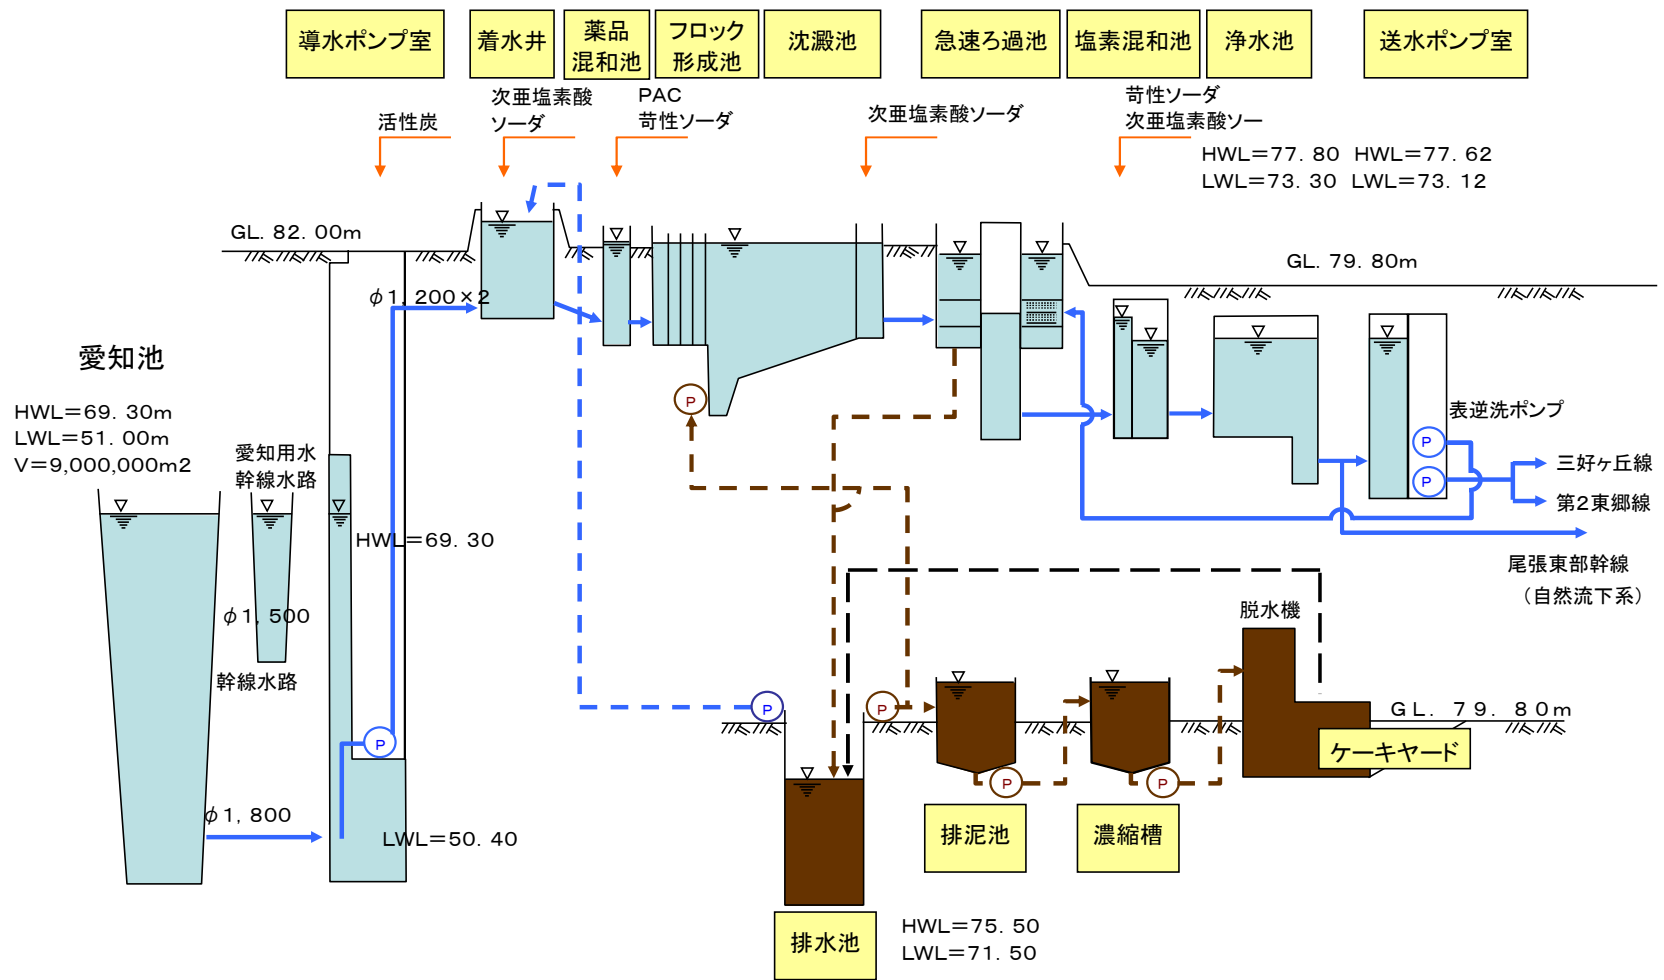 導水ポンプ室
着水井
薬品
混和池
フロック
形成池
沈澱池
急速ろ過池
塩素混和池
浄水池
送水ポンプ室
活性炭
次亜塩素酸
ソーダ
PAC
苛性ソーダ
次亜塩素酸ソーダ
苛性ソーダ
次亜塩素酸ソー
HWL=77.80 HWL=77.62
LWL=73.30 LWL=73.12
GL.82.00m
GL.79.80m
φ1,200×2
愛知池
HWL=69.30m
LWL=51.00m
V=9,000,000m2
愛知用水
幹線水路
HWL=69.30
φ1,500
幹線水路
φ1,800
LWL=50.40
P
P
P
P
P
P
P
P
表逆洗ポンプ
三好ヶ丘線
第2東郷線
尾張東部幹線
(自然流下系)
脱水機
GL.79.80m
ケーキヤード
排泥池
濃縮槽
排水池
HWL=75.50
LWL=71.50